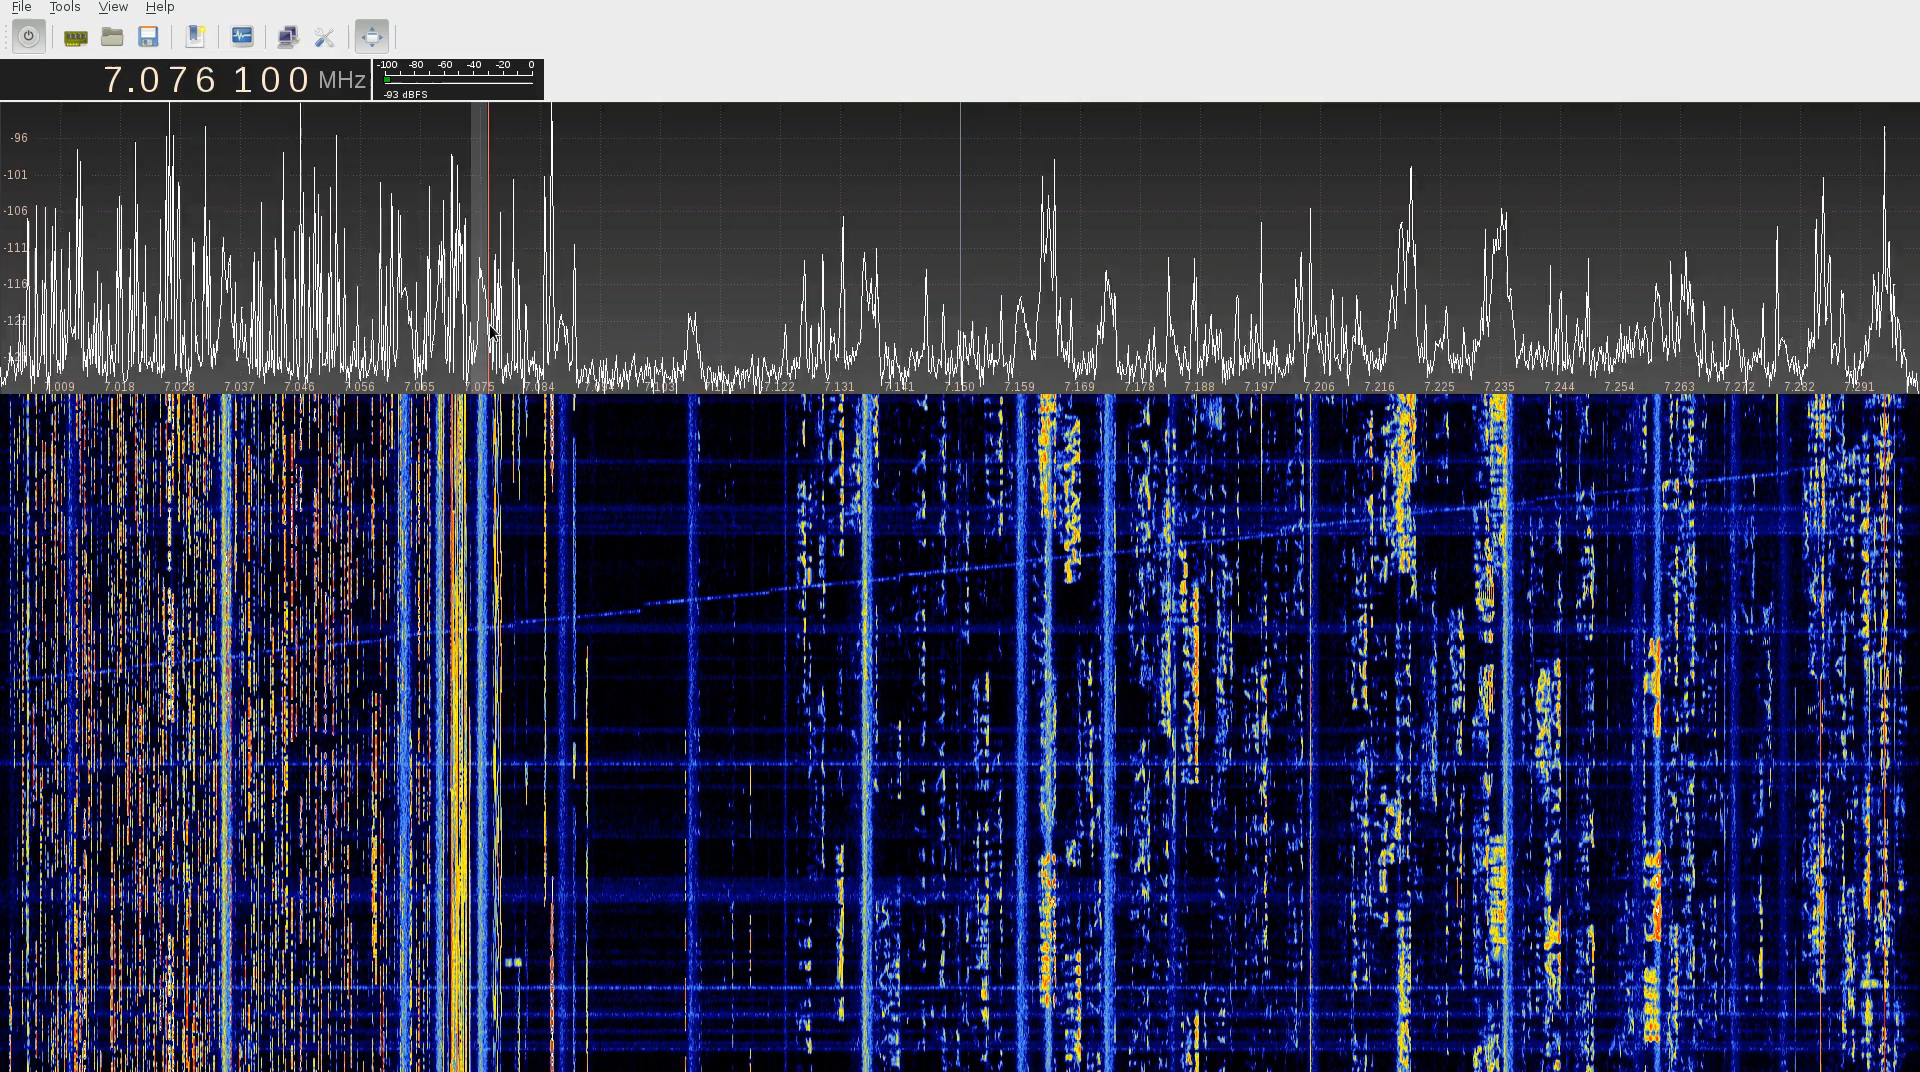 File Tools View Help
7.076 100 MHz
-100 -80 -60 -40 -20 0
-93 dBFS
-96
-101
-106
-111
-116
-121
7.009 7.018 7.028 7.037 7.046 7.056 7.065 7.075 7.084 7.103 7.122 7.131 7.141 7.150 7.159 7.169 7.178 7.188 7.197 7.206 7.216 7.225 7.235 7.244 7.254 7.263 7.272 7.282 7.291